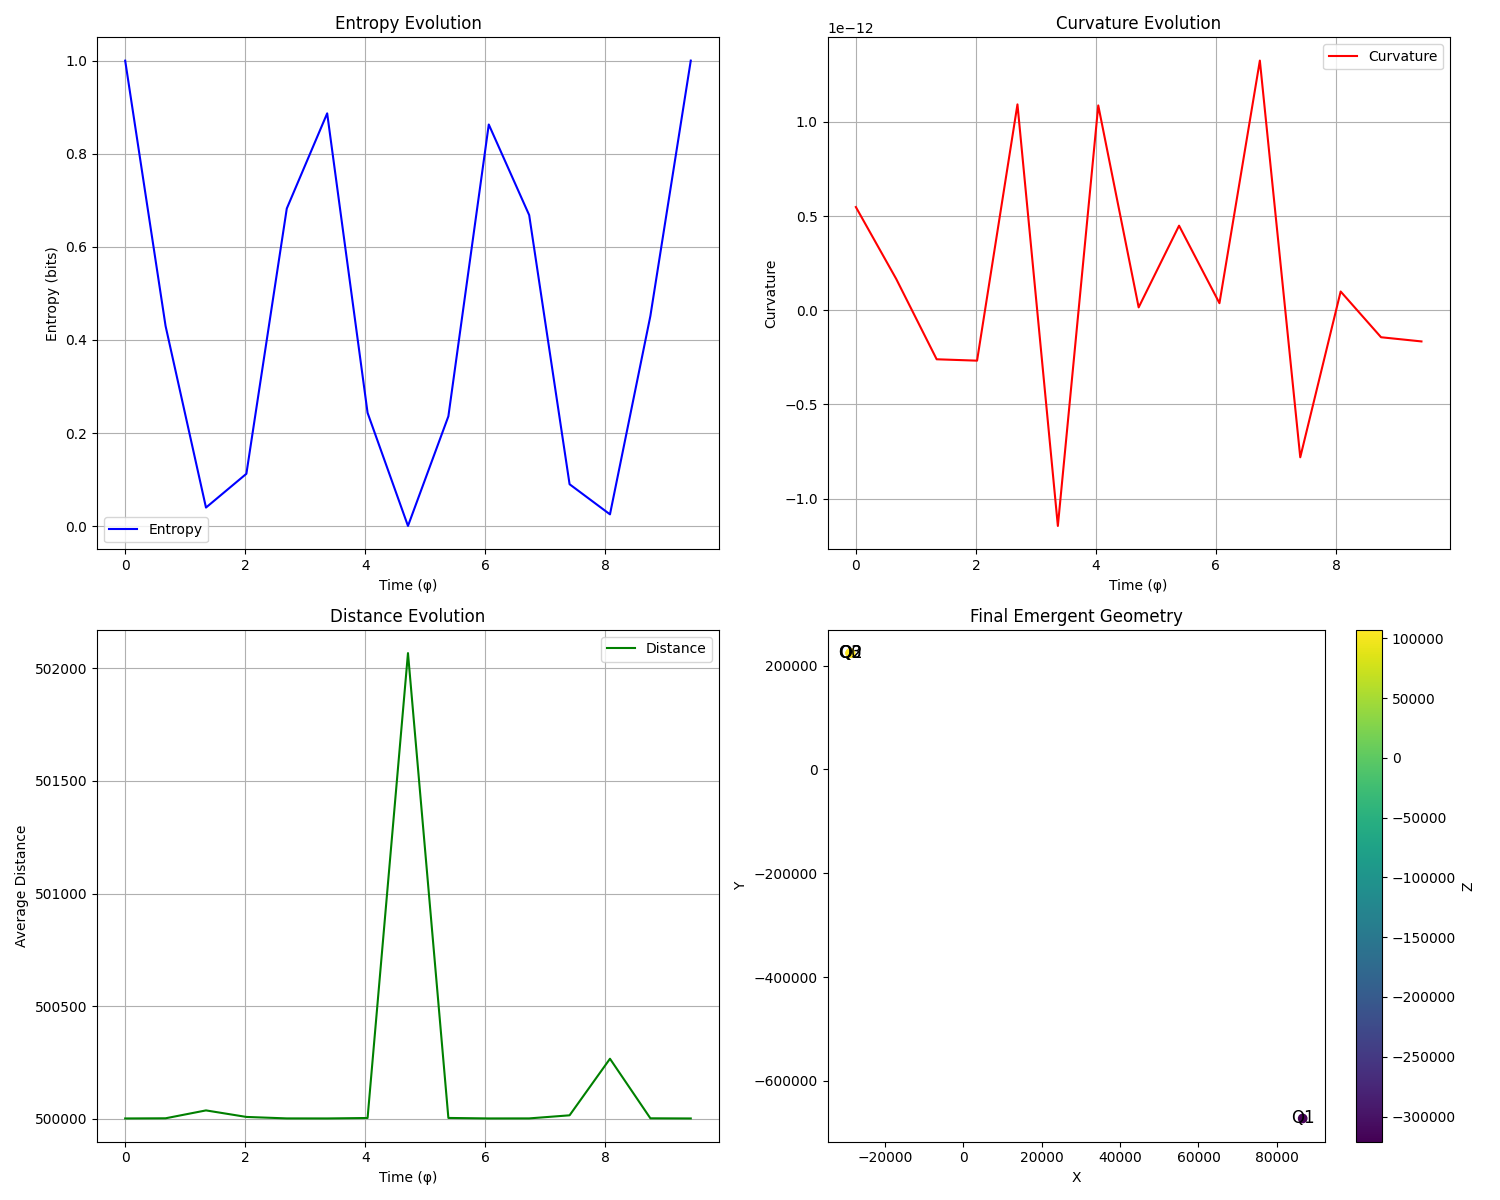 Entropy Evolution
Entropy (bits)
1.0
0.8
0.6
0.4
0.2
0.0
Entropy
0 2 4 6 8
Time (φ)
Curvature Evolution
1e−12
Curvature
1.0
0.5
0.0
−0.5
−1.0
Curvature
0 2 4 6 8
Time (φ)
Distance Evolution
Average Distance
502000
501500
501000
500500
500000
Distance
0 2 4 6 8
Time (φ)
Final Emergent Geometry
Y
200000
0
−200000
−400000
−600000
Q1
−20000 0 20000 40000 60000 80000
X
100000
50000
0
−50000
−100000
−150000
−200000
−250000
−300000
Z